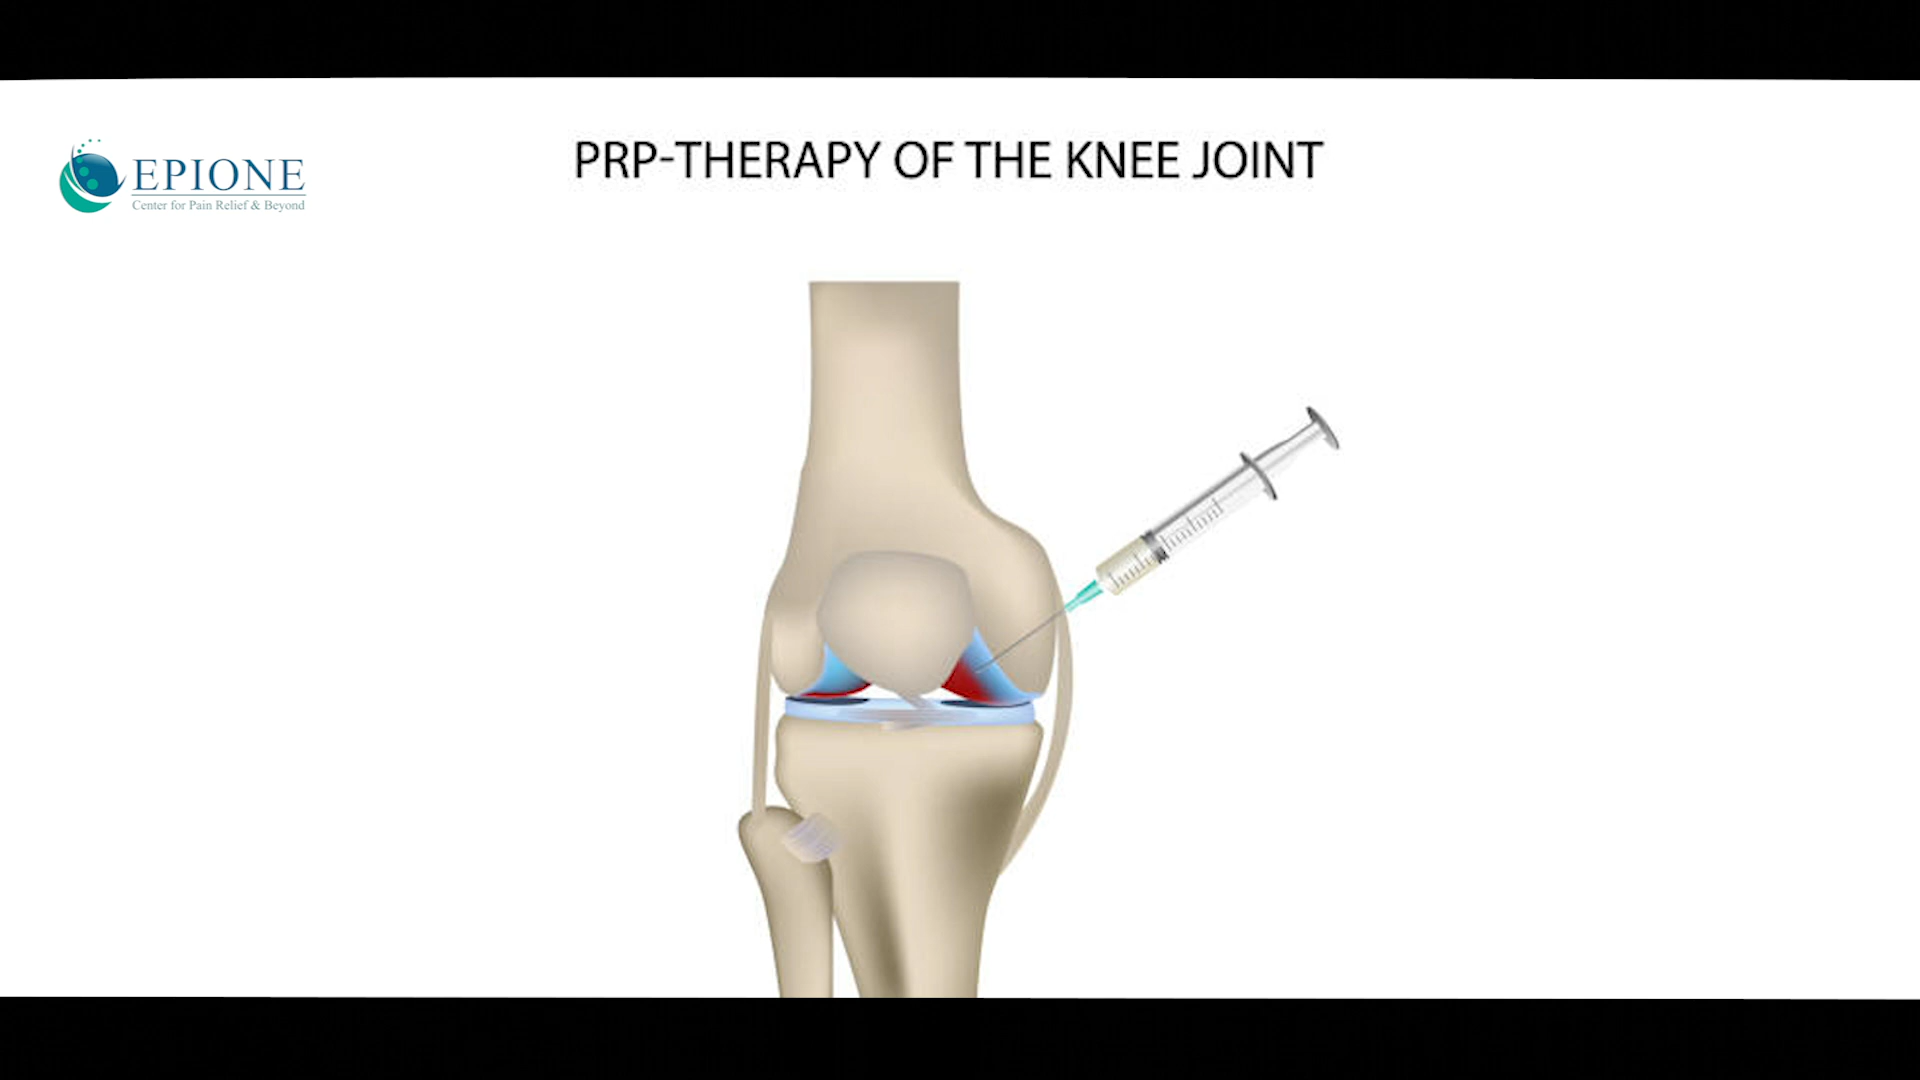 EPIONE
Center for Pain Relief & Beyond
PRP-THERAPY OF THE KNEE JOINT